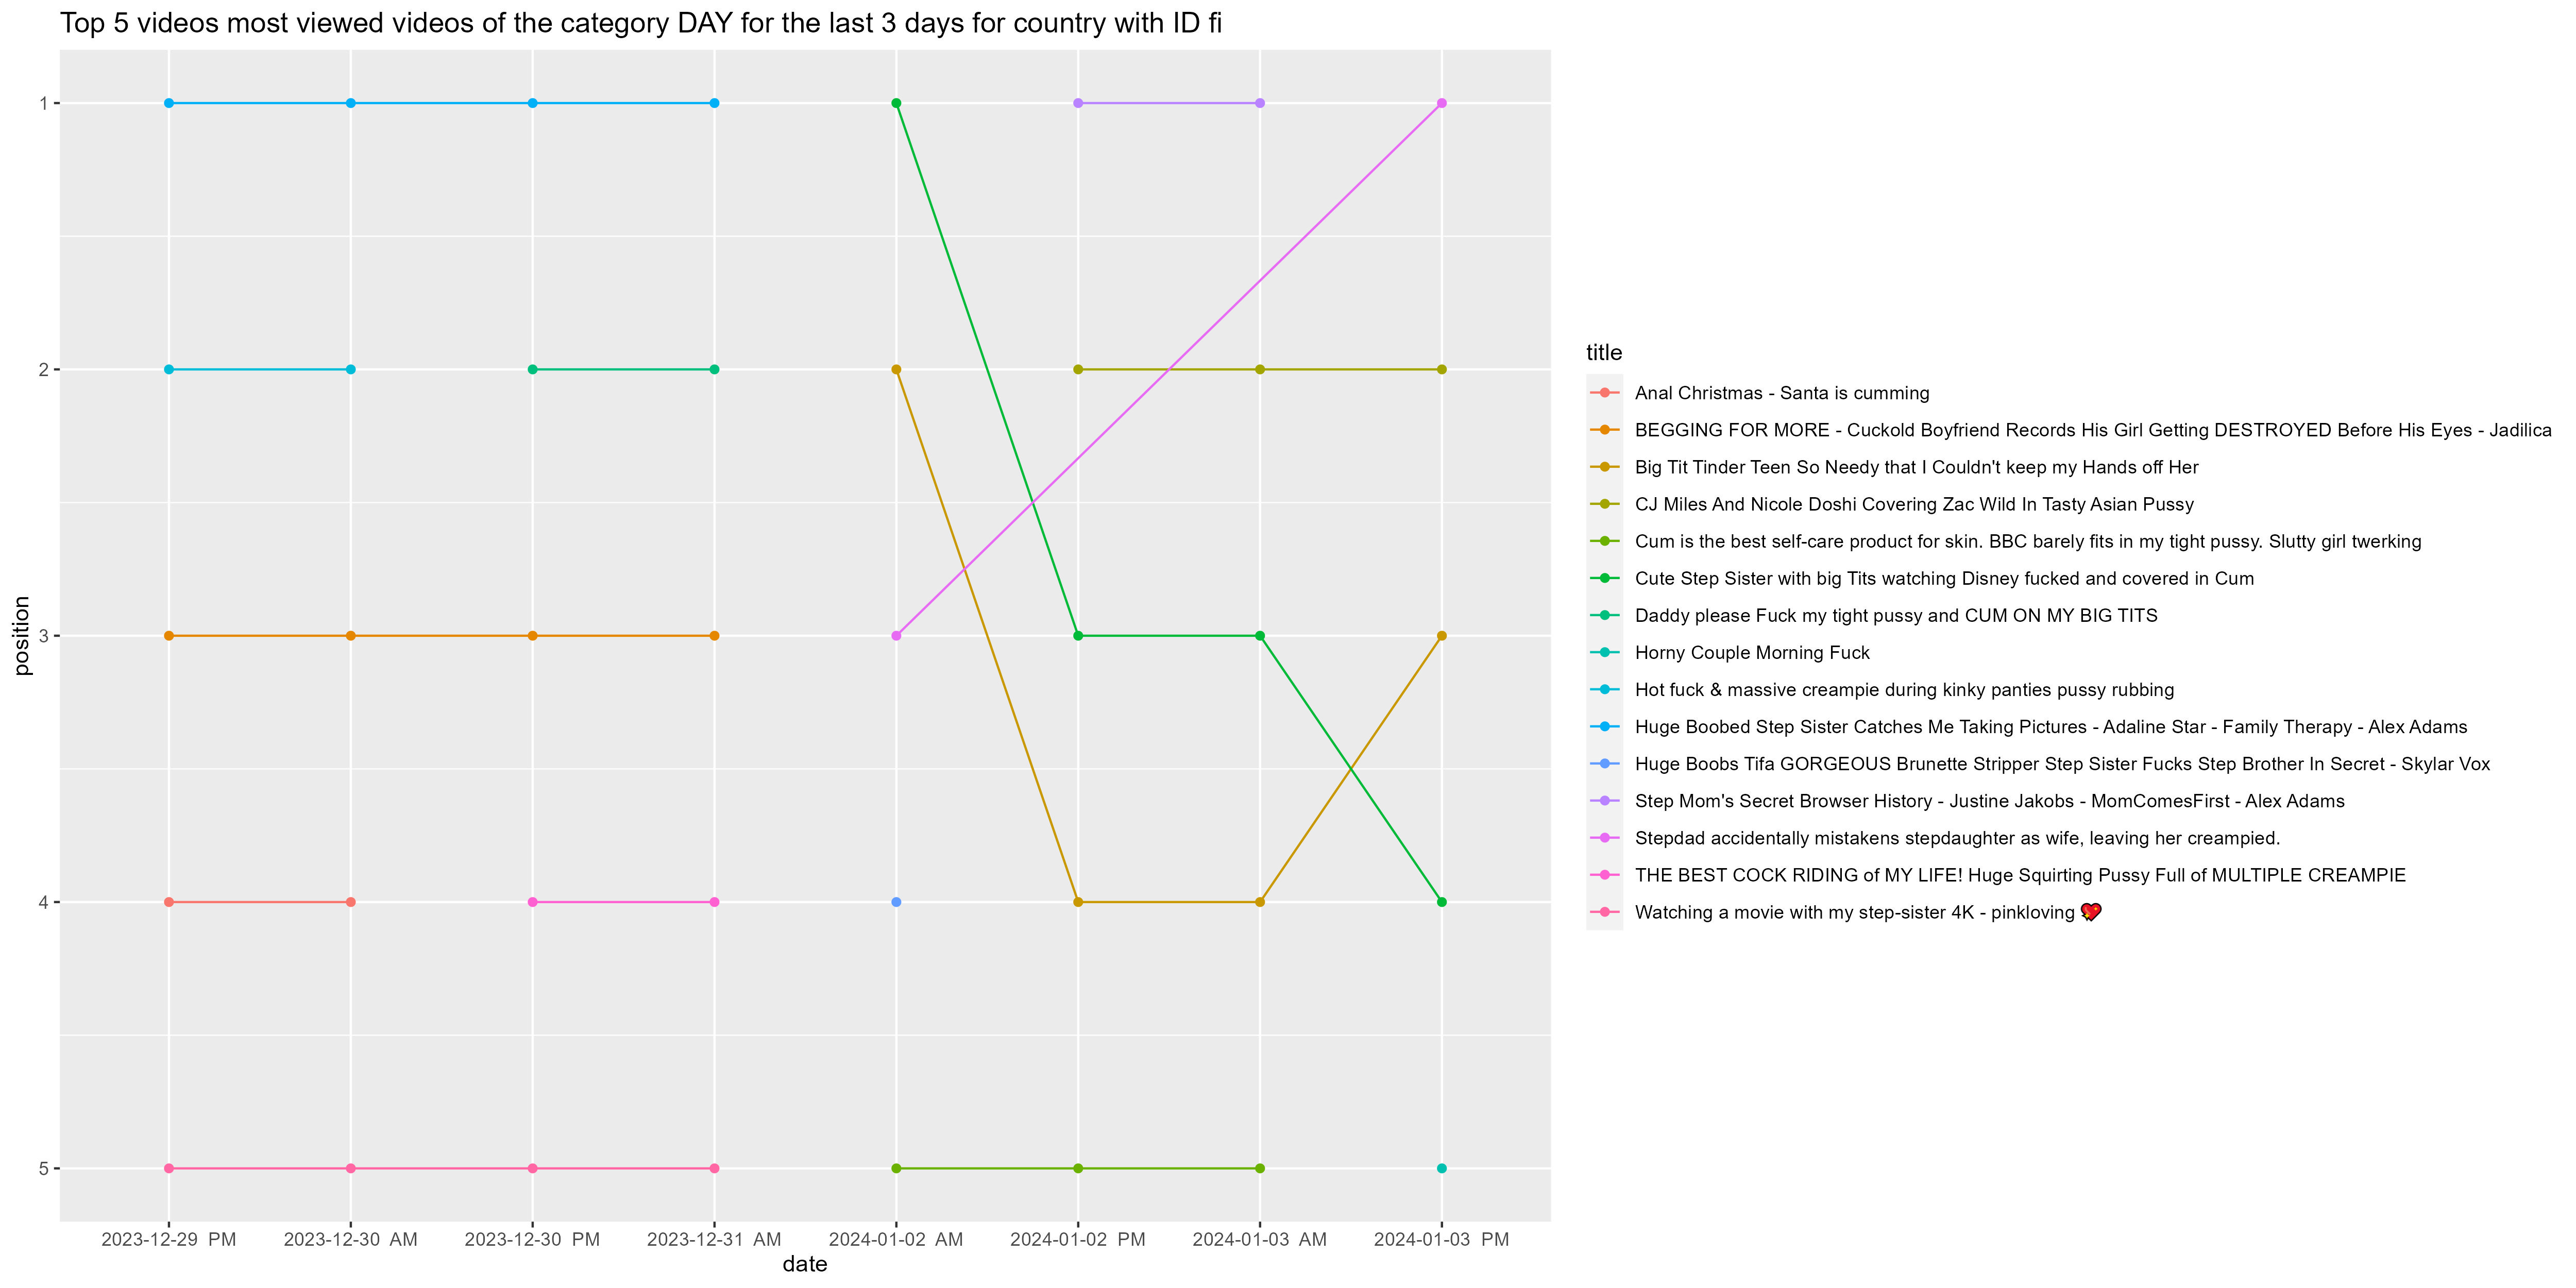 Top 5 videos most viewed videos of the category DAY for the last 3 days for country with ID fi
position
1
2
3
4
5
2023-12-29 PM
2023-12-30 AM
2023-12-30 PM
2023-12-31 AM
2024-01-02 AM
2024-01-02 PM
2024-01-03 AM
2024-01-03 PM
date
title
Anal Christmas - Santa is cumming
BEGGING FOR MORE - Cuckold Boyfriend Records His Girl Getting DESTROYED Before His Eyes - Jadilica
Big Tit Tinder Teen So Needy that I Couldn't keep my Hands off Her
CJ Miles And Nicole Doshi Covering Zac Wild In Tasty Asian Pussy
Cum is the best self-care product for skin. BBC barely fits in my tight pussy. Slutty girl twerking
Cute Step Sister with big Tits watching Disney fucked and covered in Cum
Daddy please Fuck my tight pussy and CUM ON MY BIG TITS
Horny Couple Morning Fuck
Hot fuck & massive creampie during kinky panties pussy rubbing
Huge Boobed Step Sister Catches Me Taking Pictures - Adaline Star - Family Therapy - Alex Adams
Huge Boobs Tifa GORGEOUS Brunette Stripper Step Sister Fucks Step Brother In Secret - Skylar Vox
Step Mom's Secret Browser History - Justine Jakobs - MomComesFirst - Alex Adams
Stepdad accidentally mistakens stepdaughter as wife, leaving her creampied.
THE BEST COCK RIDING of MY LIFE! Huge Squirting Pussy Full of MULTIPLE CREAMPIE
Watching a movie with my step-sister 4K - pinkloving 💖